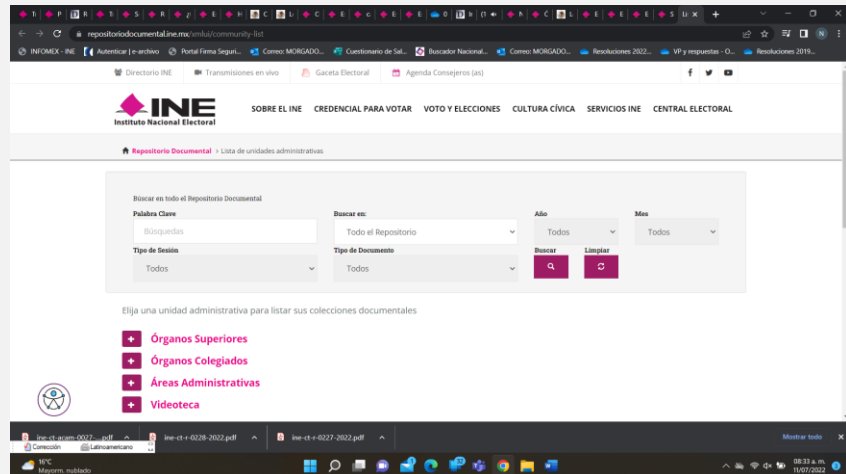 repositoriodocumental.ine.mx/xmlui/community-list
INFOMEX - INE Autenticar | e-archivo Portal Firma Seguri... Correo: MORGADO... Cuestionario de Sal... Buscador Nacional... Correo: MORGADO... Resoluciones 2022... VP y respuestas - O... Resoluciones 2019...
Directorio INE Transmisiones en vivo Gaceta Electoral Agenda Consejeros (as)
INE
Instituto Nacional Electoral
SOBRE EL INE CREDENCIAL PARA VOTAR VOTO Y ELECCIONES CULTURA CÍVICA SERVICIOS INE CENTRAL ELECTORAL
Repositorio Documental > Lista de unidades administrativas
Búscar en todo el Repositorio Documental
Palabra Clave Buscar en: Año Mes
Búsquedas Todo el Repositorio Todos Todos
Tipo de Sesión Tipo de Documento Buscar Limpiar
Todos Todos
Elija una unidad administrativa para listar sus colecciones documentales
+ Órganos Superiores
+ Órganos Colegiados
+ Áreas Administrativas
+ Videoteca
ine-ct-acam-0027-....pdf ine-ct-r-0228-2022.pdf ine-ct-r-0227-2022.pdf Mostrar todo
Corrección Latinoamericano
16°C
Mayorm. nublado
08:33 a. m.
11/07/2022